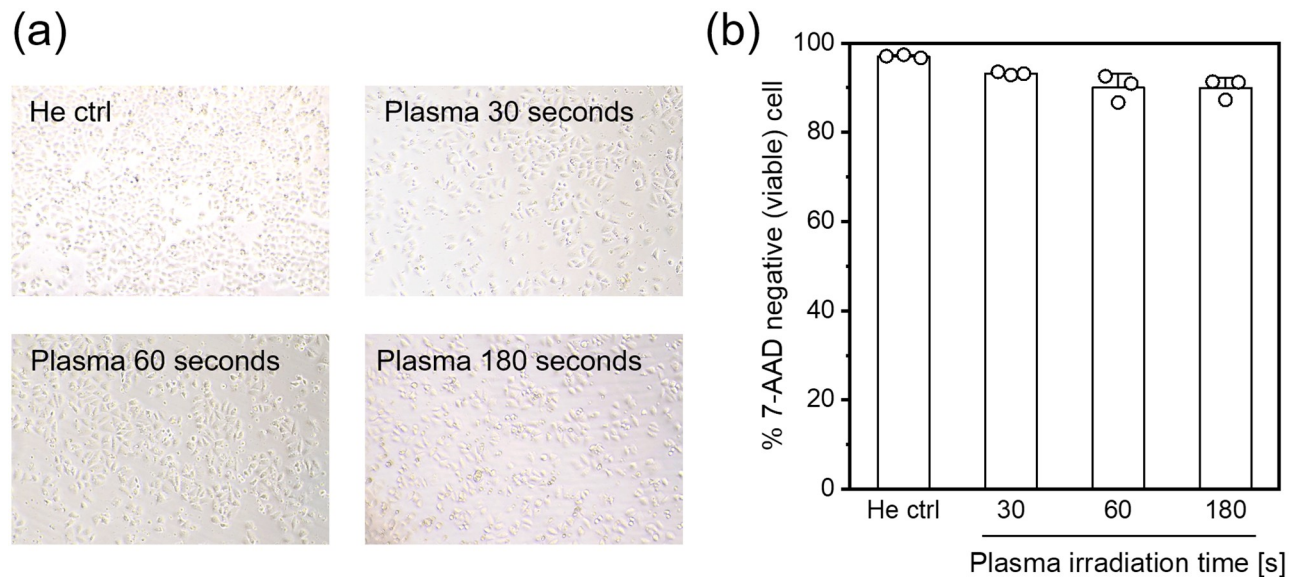 (a)
He ctrl
Plasma 30 seconds
Plasma 60 seconds
Plasma 180 seconds
(b)
% 7-AAD negative (viable) cell
100
80
60
40
20
0
He ctrl 30 60 180
Plasma irradiation time [s]